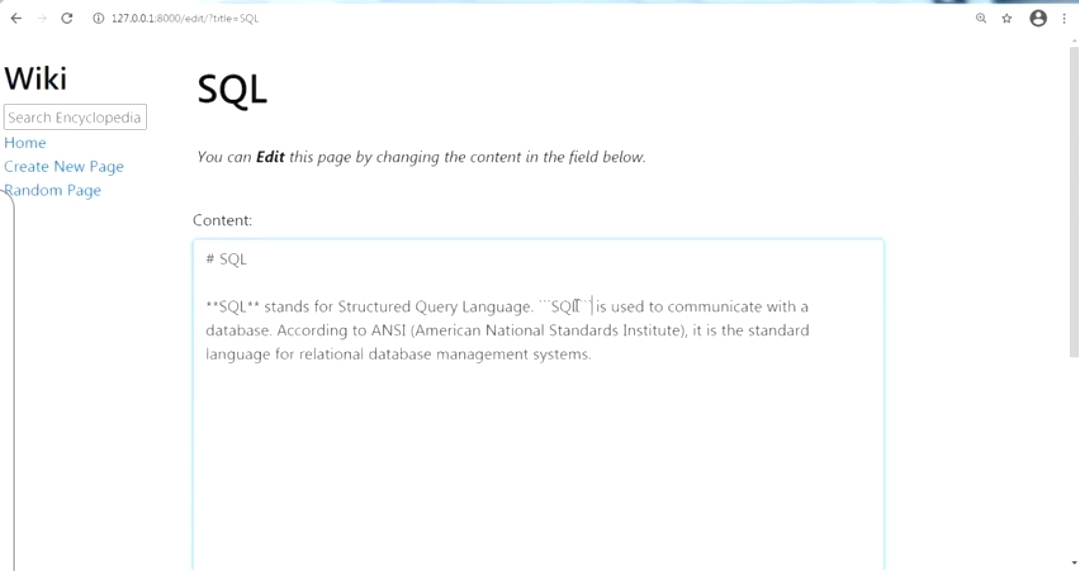 127.0.0.1:8000/edit/?title=SQL
Wiki
Search Encyclopedia
Home
Create New Page
Random Page
SQL
You can Edit this page by changing the content in the field below.
Content:
# SQL
**SQL** stands for Structured Query Language. ```SQL``` is used to communicate with a
database. According to ANSI (American National Standards Institute), it is the standard
language for relational database management systems.